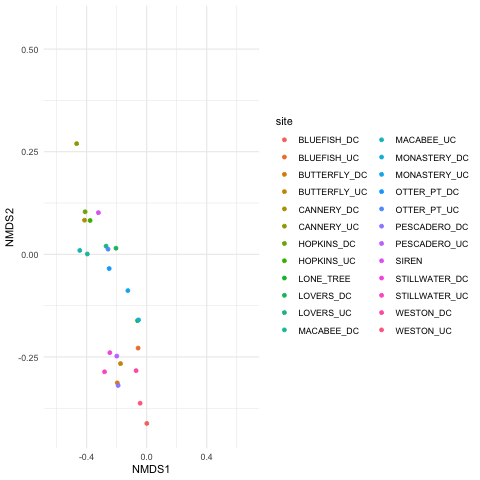 0.50
0.25
0.00
-0.25
-0.4
0.0
0.4
NMDS1
NMDS2
site
BLUEFISH_DC
BLUEFISH_UC
BUTTERFLY_DC
BUTTERFLY_UC
CANNERY_DC
CANNERY_UC
HOPKINS_DC
HOPKINS_UC
LONE_TREE
LOVERS_DC
LOVERS_UC
MACABEE_DC
MACABEE_UC
MONASTERY_DC
MONASTERY_UC
OTTER_PT_DC
OTTER_PT_UC
PESCADERO_DC
PESCADERO_UC
SIREN
STILLWATER_DC
STILLWATER_UC
WESTON_DC
WESTON_UC